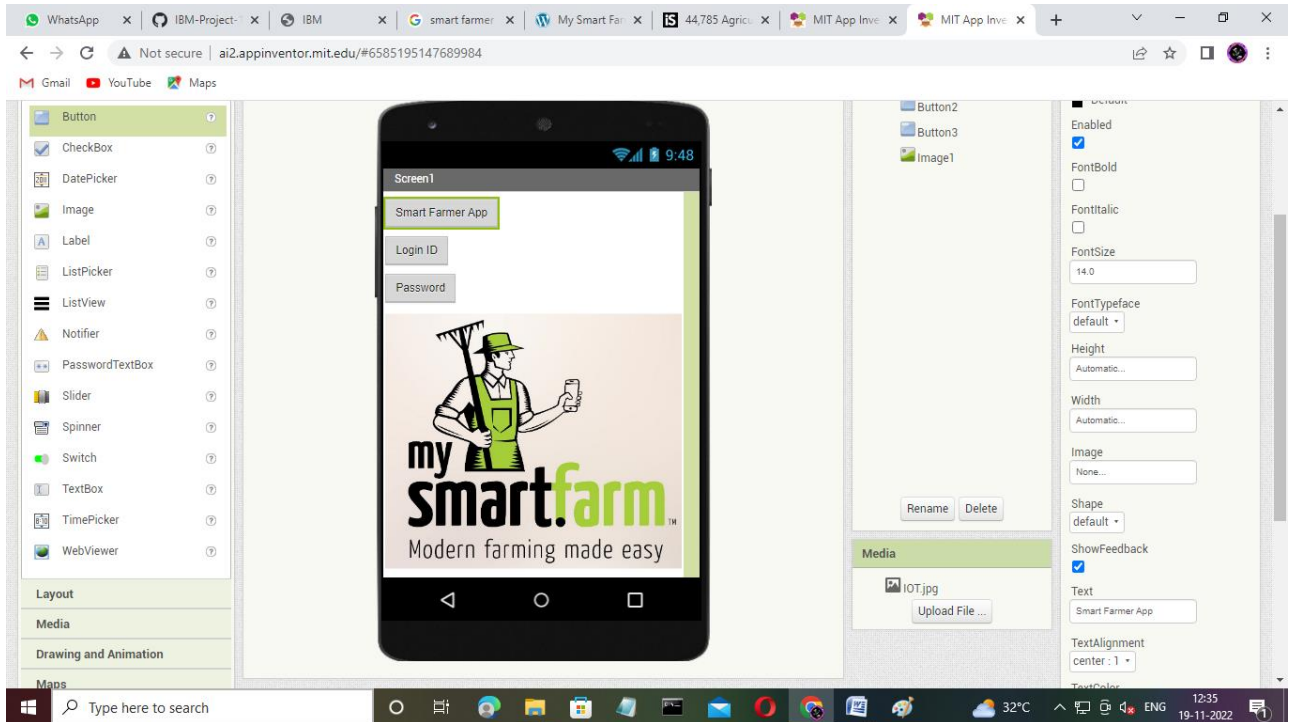 WhatsApp
IBM-Project-
IBM
smart farmer
My Smart Far
44,785 Agricu
MIT App Inve
MIT App Inve
Not secure | ai2.appinventor.mit.edu/#6585195147689984
Gmail
YouTube
Maps
Button
CheckBox
DatePicker
Image
Label
ListPicker
ListView
Notifier
PasswordTextBox
Slider
Spinner
Switch
TextBox
TimePicker
WebViewer
Layout
Media
Drawing and Animation
Maps
9:48
Screen1
Smart Farmer App
Login ID
Password
my
smart.farm™
Modern farming made easy
Button2
Button3
Image1
Rename Delete
Media
IOT.jpg
Upload File ...
Default
Enabled
FontBold
FontItalic
FontSize
14.0
FontTypeface
default
Height
Automatic...
Width
Automatic...
Image
None...
Shape
default
ShowFeedback
Text
Smart Farmer App
TextAlignment
center : 1
TextColor
Type here to search
32°C
ENG
12:35
19-11-2022